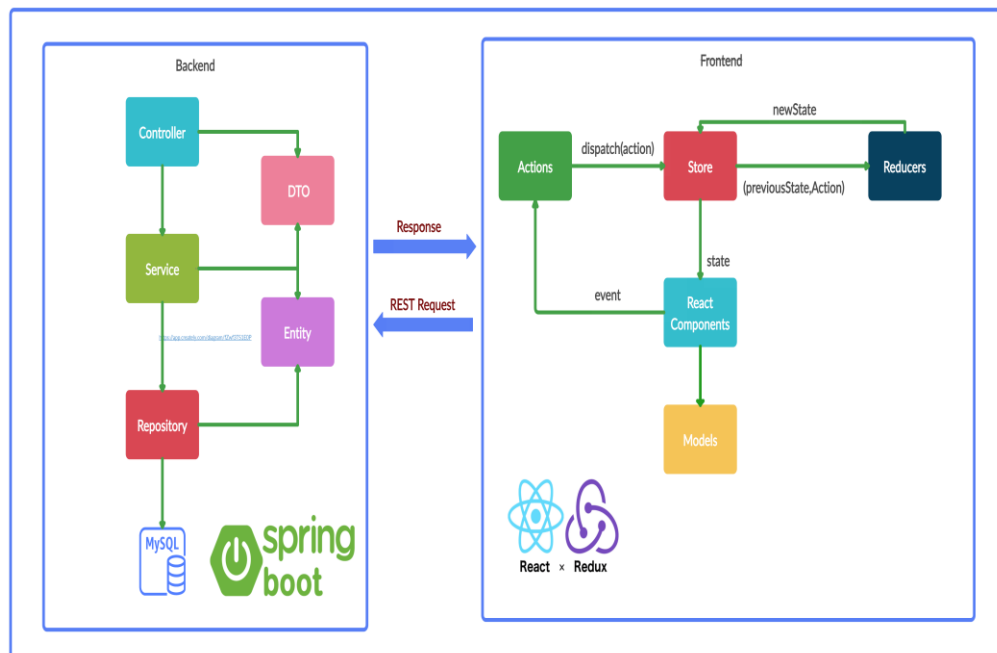 Backend
Controller
DTO
Service
Entity
Repository
MySQL
spring
boot
Response
REST Request
Frontend
newState
Actions
dispatch(action)
Store
(previousState,Action)
Reducers
state
event
React
Components
Models
React × Redux